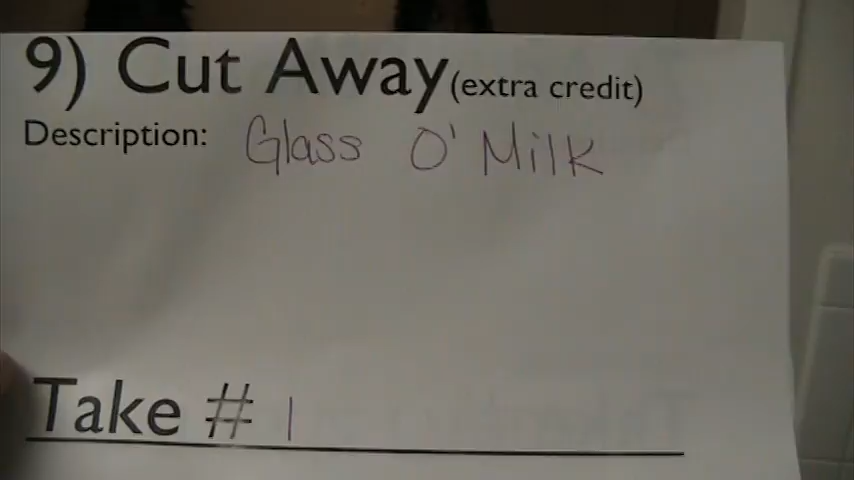 9) Cut Away (extra credit)
Description: Glass O' Milk
Take # 1